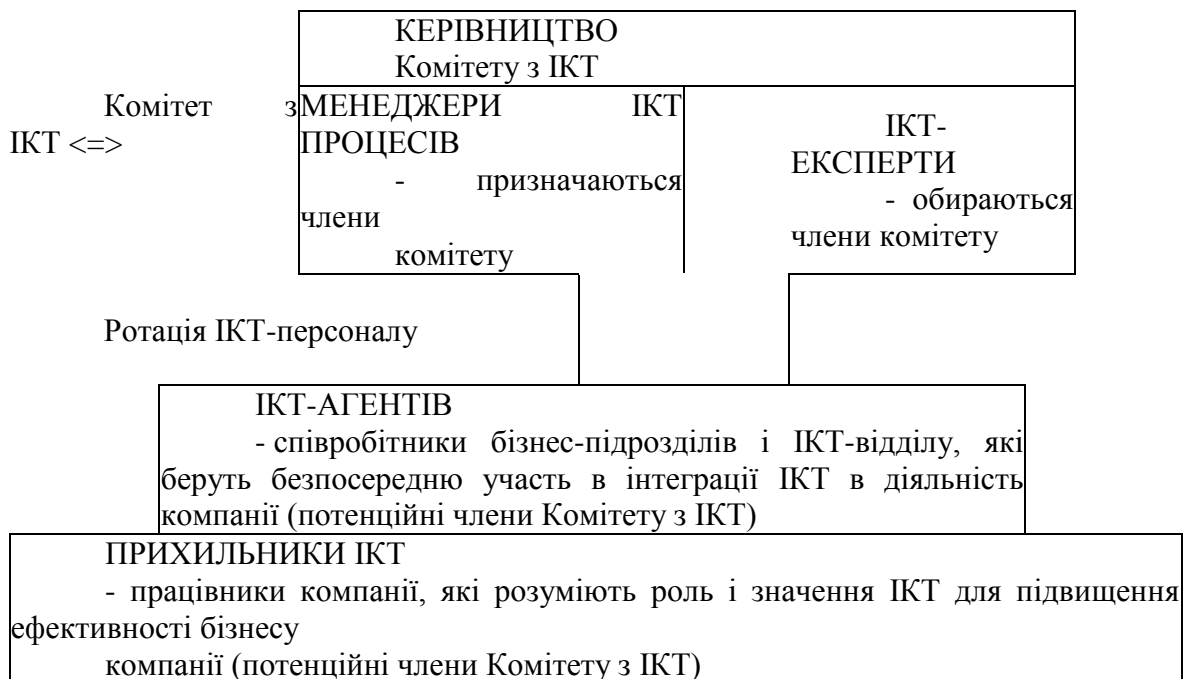 КЕРІВНИЦТВО
Комітету з ІКТ
Комітет з
ІКТ <=>
МЕНЕДЖЕРИ ІКТ
ПРОЦЕСІВ
- призначаються
члени
комітету
ІКТ-
ЕКСПЕРТИ
- обираються
члени комітету
Ротація ІКТ-персоналу
ІКТ-АГЕНТІВ
- співробітники бізнес-підрозділів і ІКТ-відділу, які
беруть безпосередню участь в інтеграції ІКТ в діяльність
компанії (потенційні члени Комітету з ІКТ)
ПРИХИЛЬНИКИ ІКТ
- працівники компанії, які розуміють роль і значення ІКТ для підвищення
ефективності бізнесу
компанії (потенційні члени Комітету з ІКТ)